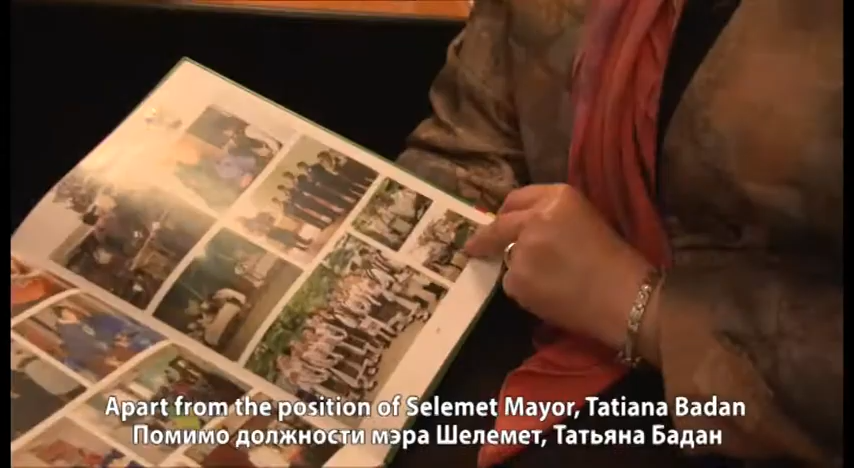 Apart from the position of Selemet Mayor, Tatiana Badan
Помимо должности мэра Шелемет, Татьяна Бадан